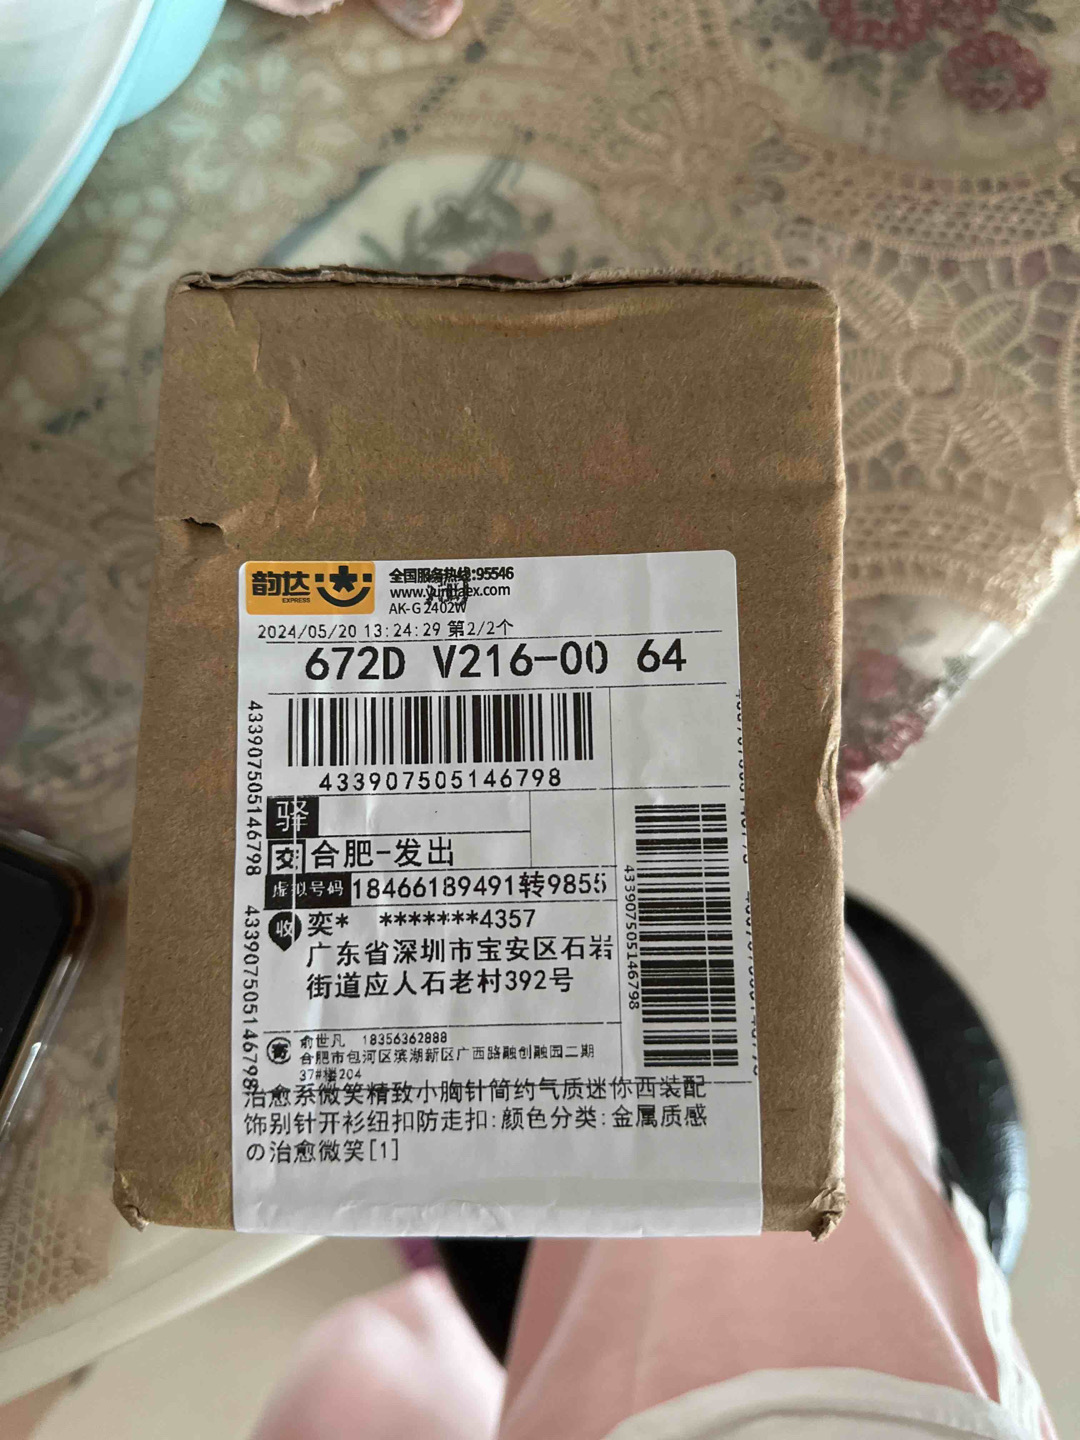 韵达
EXPRESS
全国服务热线:95546
www.yundaex.com
AK-G 2402W
2024/05/20 13:24:29 第2/2个
672D V216-00 64
433907505146798
433907505146798
驿
交 合肥-发出
虚拟号码 18466189491转9855
收 奕* *******4357
广东省深圳市宝安区石岩
街道应人石老村392号
433907505146798
433907505146798
寄 俞世凡 18356362888
合肥市包河区滨湖新区广西路融创融园二期
37#楼204
治愈系微笑精致小胸针简约气质迷你西装配
饰别针开衫纽扣防走扣:颜色分类:金属质感
の治愈微笑[1]